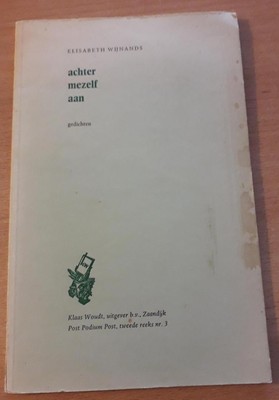 ELISABETH WIJNANDS
achter
mezelf
aan
gedichten
Klaas Woudt, uitgever b.v., Zaandijk
Post Podium Post, tweede reeks nr. 3